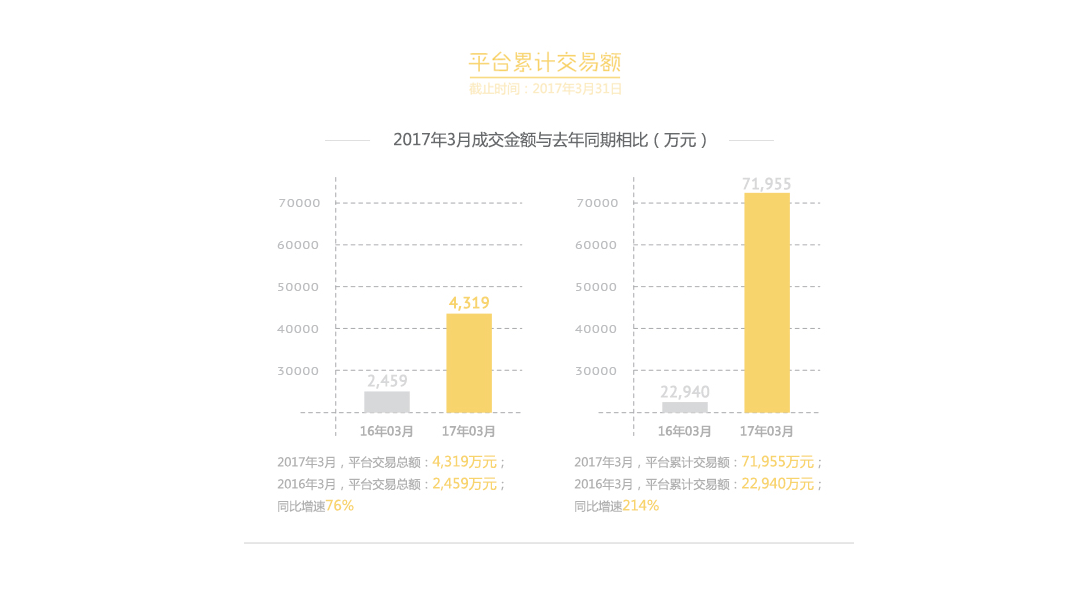 平台累计交易额
截止时间：2017年3月31日
2017年3月成交金额与去年同期相比（万元）
70000
60000
50000
40000
30000
2,459
4,319
16年03月
17年03月
2017年3月，平台交易总额：4,319万元；
2016年3月，平台交易总额：2,459万元；
同比增速76%
70000
60000
50000
40000
30000
22,940
71,955
16年03月
17年03月
2017年3月，平台累计交易额：71,955万元；
2016年3月，平台累计交易额：22,940万元；
同比增速214%